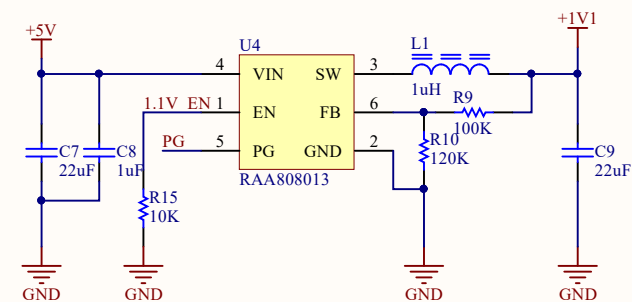 +5V
+1V1
U4
L1
4
VIN
SW
3
1uH
1.1V_EN
1
EN
FB
6
R9
100K
PG
5
PG
GND
2
R10
120K
C7
22uF
C8
1uF
C9
22uF
RAA808013
R15
10K
GND
GND
GND
GND